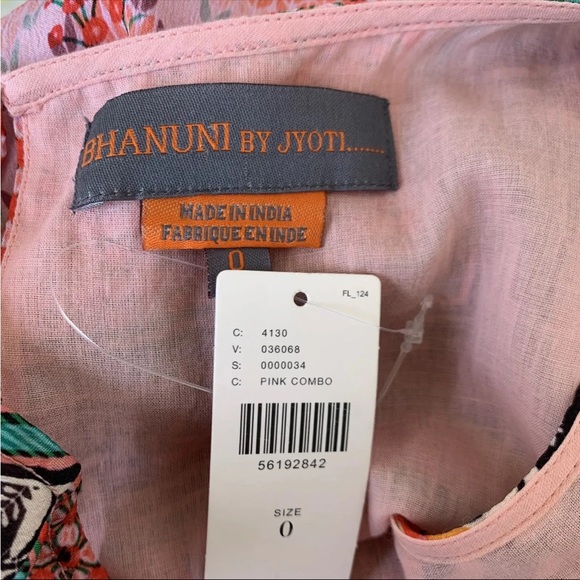 BHANUNI BY JYOTI......
MADE IN INDIA
FABRIQUE EN INDE
0
FL_124
C: 4130
V: 036068
S: 0000034
C: PINK COMBO
56192842
SIZE
0